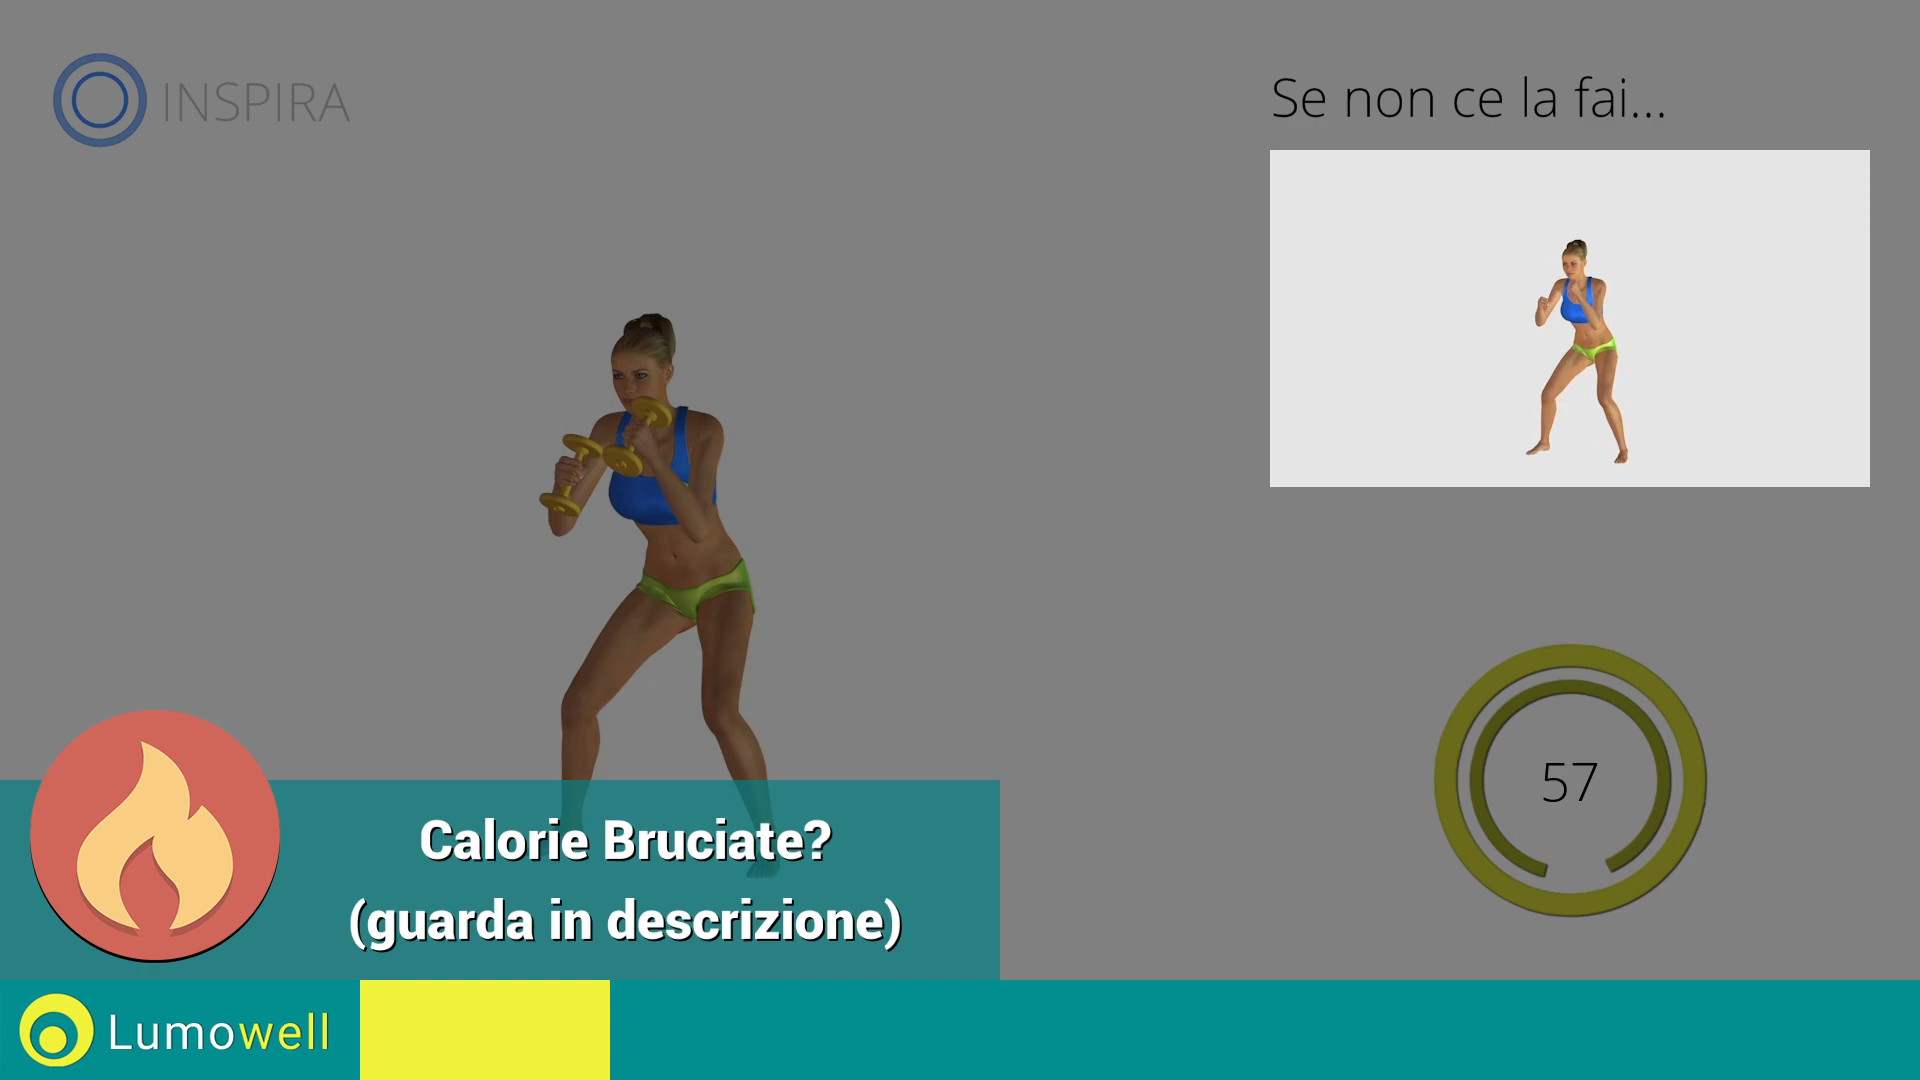 INSPIRA
Se non ce la fai...
57
Calorie Bruciate?
(guarda in descrizione)
Lumowell